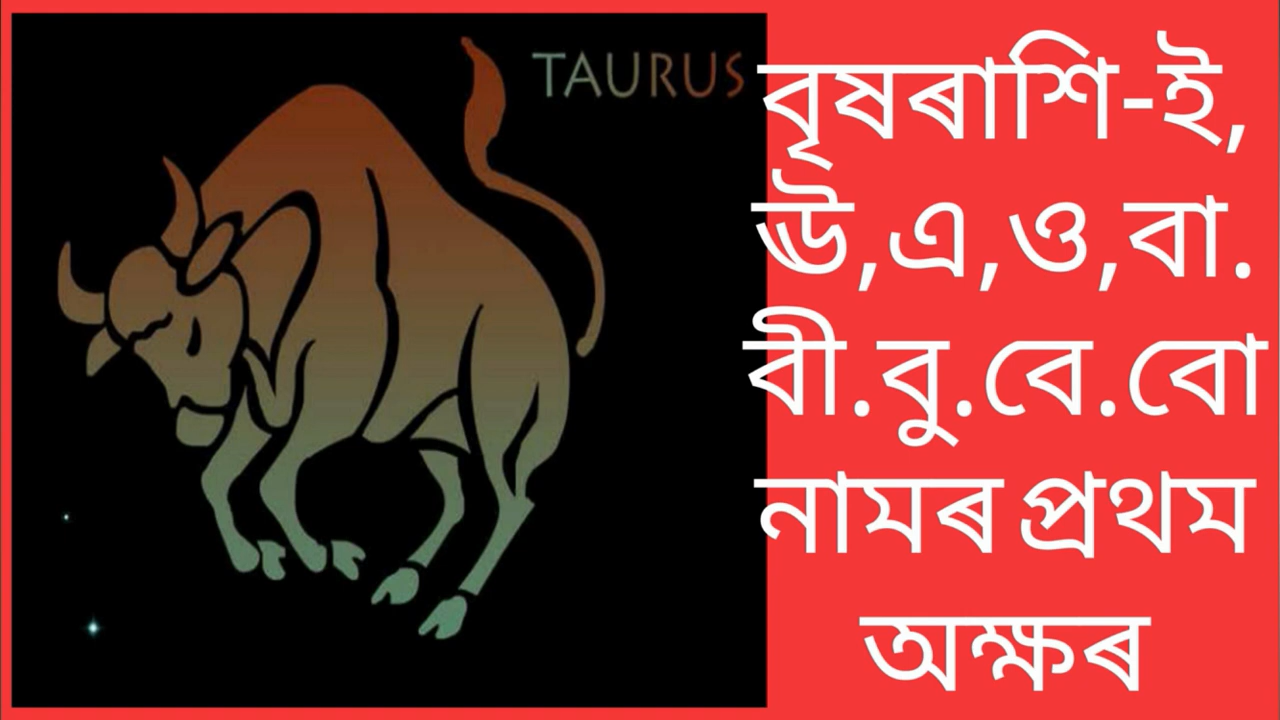 TAURUS
বৃষৰাশি-ই,
ঊ,এ,ও,বা.
বী.বু.বে.বো
নামৰ প্ৰথম
অক্ষৰ